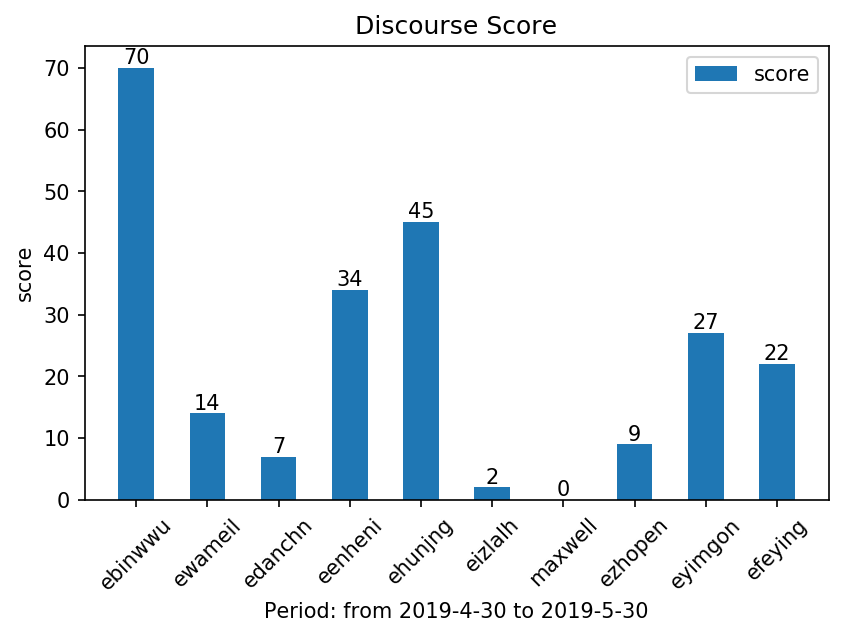 Discourse Score
score
70
60
50
40
30
20
10
0
score
70
14
7
34
45
2
0
9
27
22
ebinwwu
ewameil
edanchn
eenheni
ehunjng
eizlalh
maxwell
ezhopen
eyimgon
efeying
Period: from 2019-4-30 to 2019-5-30